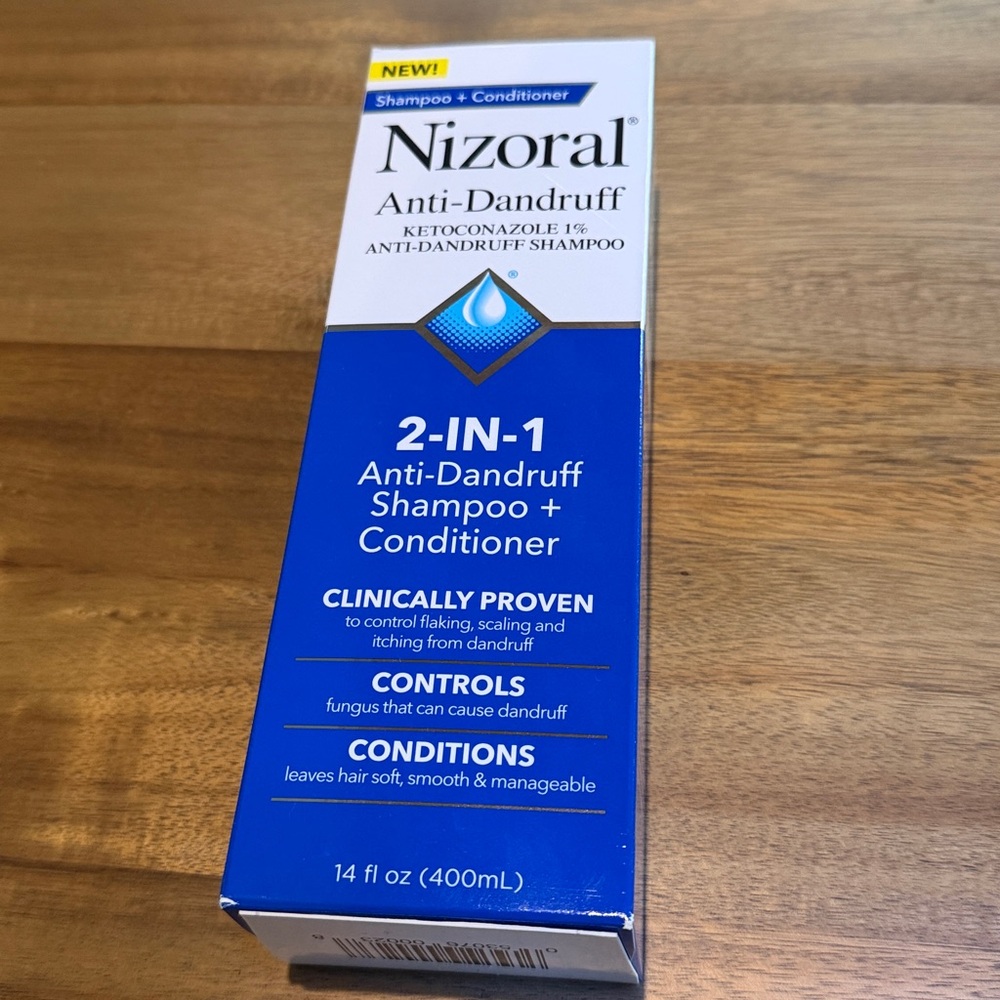 NEW!
Shampoo + Conditioner
Nizoral®
Anti-Dandruff
KETOCONAZOLE 1%
ANTI-DANDRUFF SHAMPOO
®
2-IN-1
Anti-Dandruff
Shampoo +
Conditioner
CLINICALLY PROVEN
to control flaking, scaling and
itching from dandruff
CONTROLS
fungus that can cause dandruff
CONDITIONS
leaves hair soft, smooth & manageable
14 fl oz (400mL)